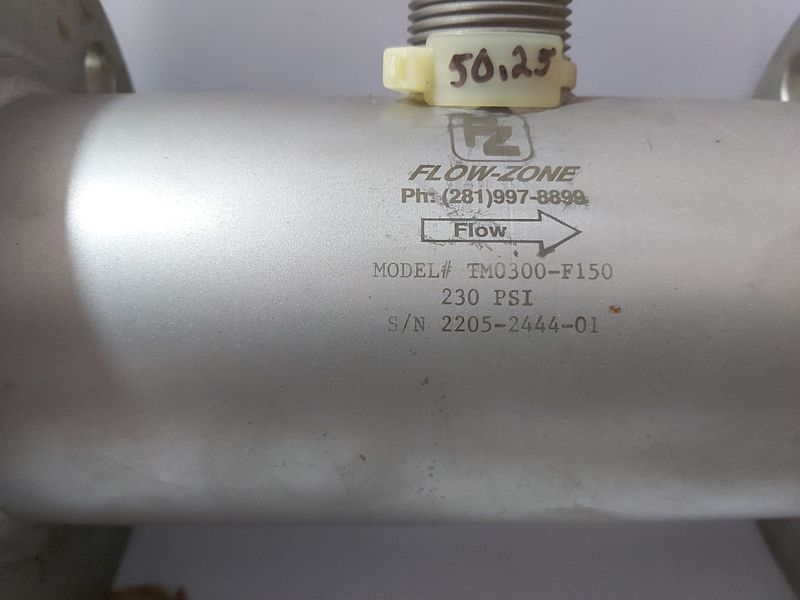 50.25
FZ
FLOW-ZONE
Ph: (281)997-8899
Flow
MODEL# TM0300-F150
230 PSI
S/N 2205-2444-01